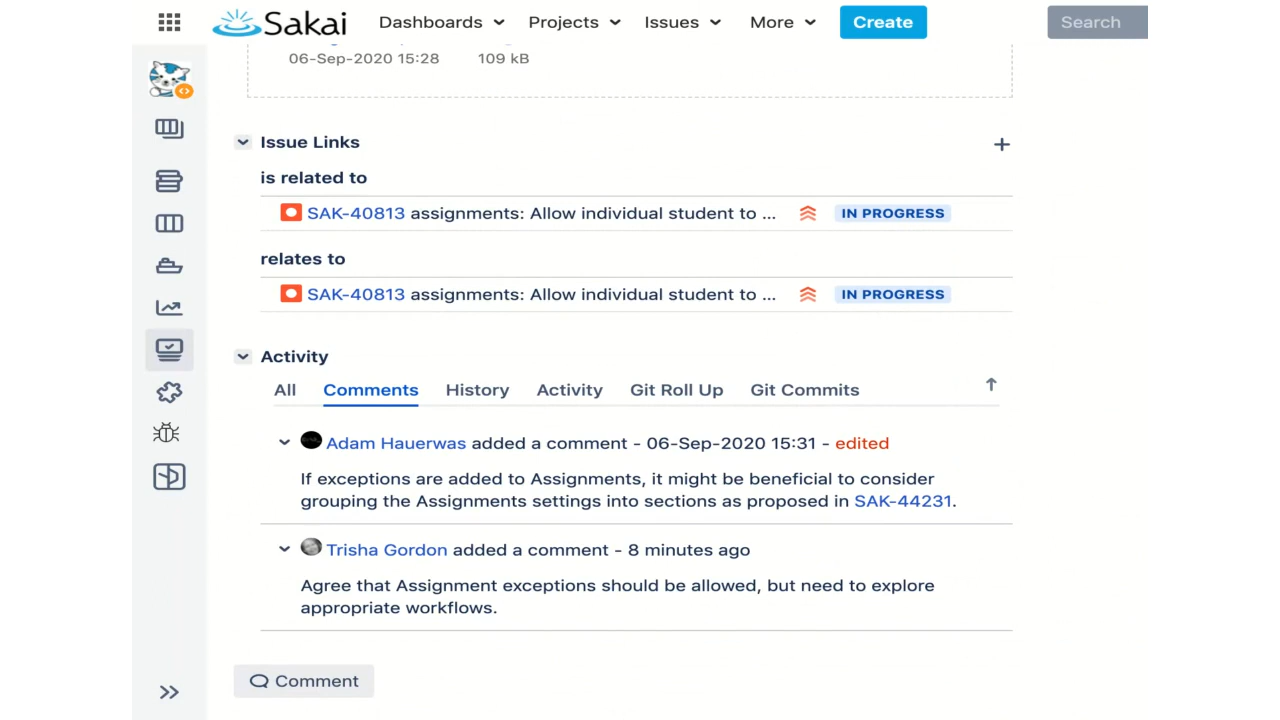 Sakai Dashboards Projects Issues More Create Search
06-Sep-2020 15:28 109 kB
Issue Links
is related to
SAK-40813 assignments: Allow individual student to ... IN PROGRESS
relates to
SAK-40813 assignments: Allow individual student to ... IN PROGRESS
Activity
All Comments History Activity Git Roll Up Git Commits
Adam Hauerwas added a comment - 06-Sep-2020 15:31 - edited
If exceptions are added to Assignments, it might be beneficial to consider
grouping the Assignments settings into sections as proposed in SAK-44231.
Trisha Gordon added a comment - 8 minutes ago
Agree that Assignment exceptions should be allowed, but need to explore
appropriate workflows.
Comment